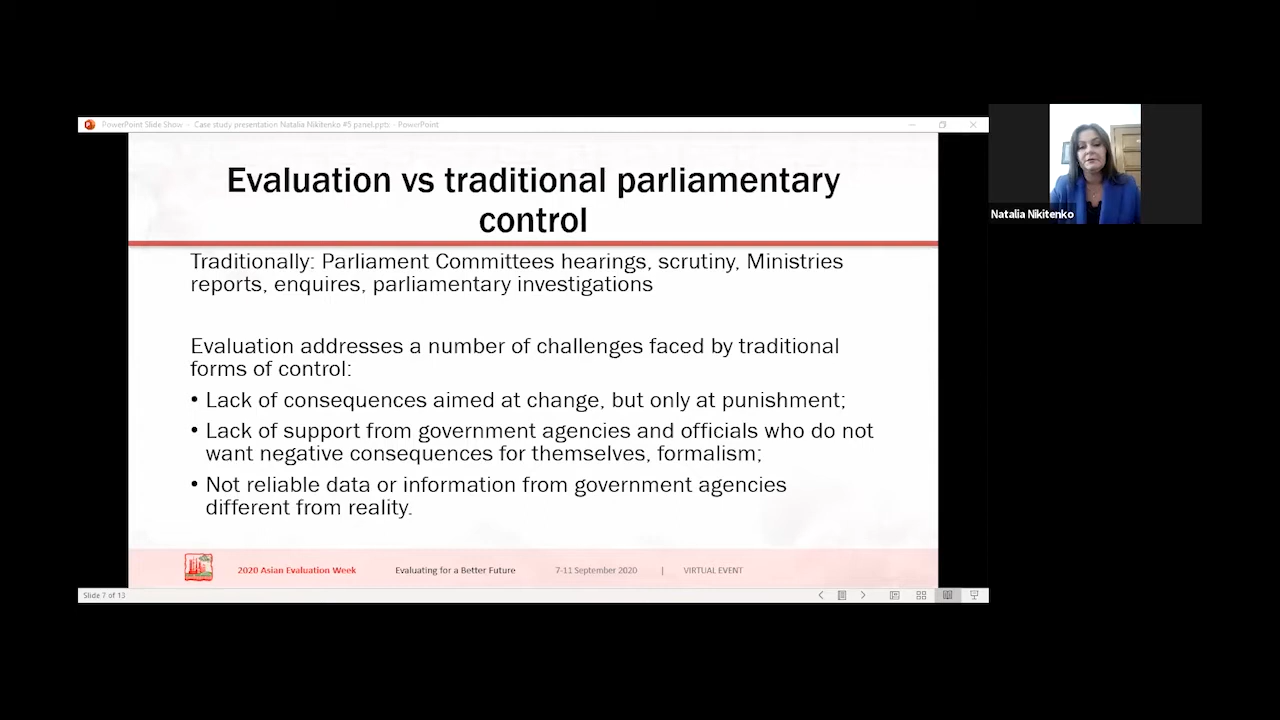 PowerPoint Slide Show - Case study presentation Natalia Nikitenko #5 panel.ppts - PowerPoint
Evaluation vs traditional parliamentary
control
Traditionally: Parliament Committees hearings, scrutiny, Ministries
reports, enquires, parliamentary investigations
Evaluation addresses a number of challenges faced by traditional
forms of control:
• Lack of consequences aimed at change, but only at punishment;
• Lack of support from government agencies and officials who do not
want negative consequences for themselves, formalism;
• Not reliable data or information from government agencies
different from reality.
2020 Asian Evaluation Week Evaluating for a Better Future 7-11 September 2020 | VIRTUAL EVENT
Slide 7 of 13
Natalia Nikitenko